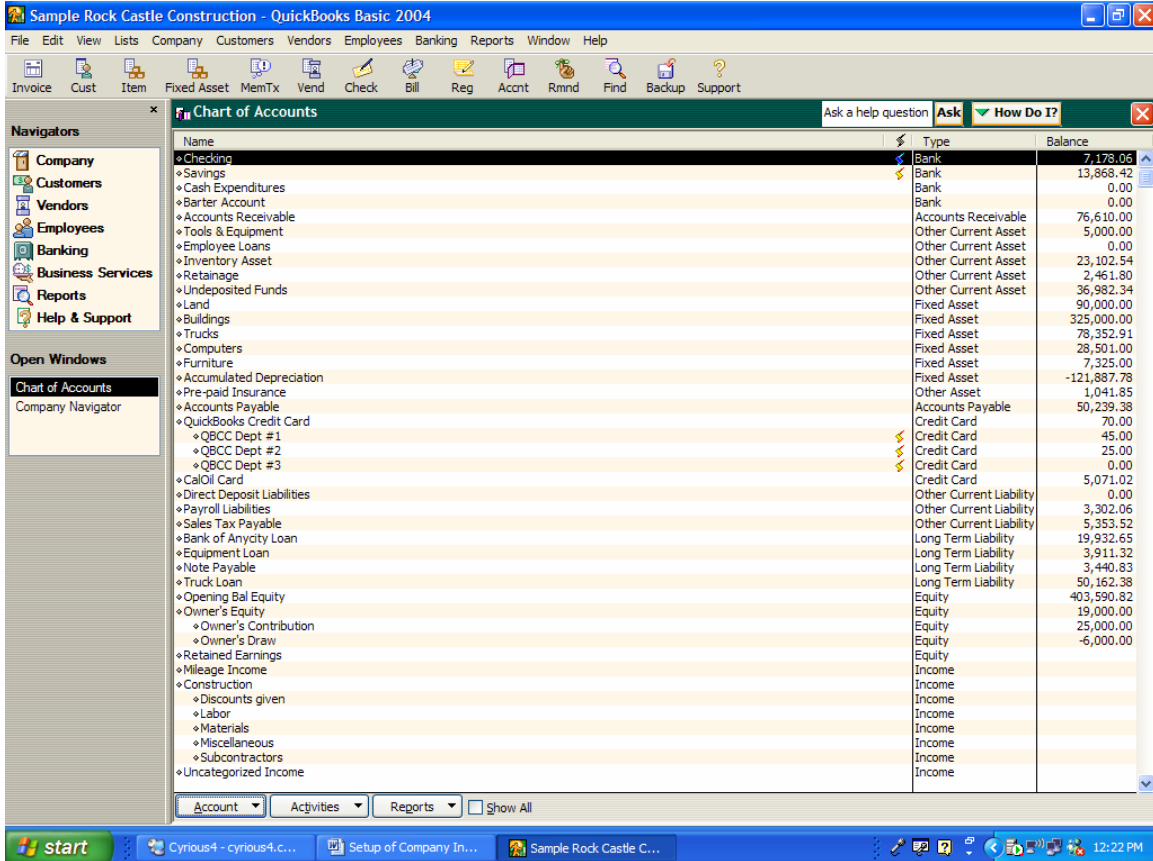 Sample Rock Castle Construction - QuickBooks Basic 2004
File Edit View Lists Company Customers Vendors Employees Banking Reports Window Help
Invoice Cust Item Fixed Asset MemTx Vend Check Bill Reg Accnt Rmnd Find Backup Support
Chart of Accounts Ask a help question Ask How Do I?
Navigators
Company
Customers
Vendors
Employees
Banking
Business Services
Reports
Help & Support
Open Windows
Chart of Accounts
Company Navigator
Name Type Balance
Checking Bank 7,178.06
Savings Bank 13,868.42
Cash Expenditures Bank 0.00
Barter Account Bank 0.00
Accounts Receivable Accounts Receivable 76,610.00
Tools & Equipment Other Current Asset 5,000.00
Employee Loans Other Current Asset 0.00
Inventory Asset Other Current Asset 23,102.54
Retainage Other Current Asset 2,461.80
Undeposited Funds Other Current Asset 36,982.34
Land Fixed Asset 90,000.00
Buildings Fixed Asset 325,000.00
Trucks Fixed Asset 78,352.91
Computers Fixed Asset 28,501.00
Furniture Fixed Asset 7,325.00
Accumulated Depreciation Fixed Asset -121,887.78
Pre-paid Insurance Other Asset 1,041.85
Accounts Payable Accounts Payable 50,239.38
QuickBooks Credit Card Credit Card 70.00
QBCC Dept #1 Credit Card 45.00
QBCC Dept #2 Credit Card 25.00
QBCC Dept #3 Credit Card 0.00
CalOil Card Credit Card 5,071.02
Direct Deposit Liabilities Other Current Liability 0.00
Payroll Liabilities Other Current Liability 3,302.06
Sales Tax Payable Other Current Liability 5,353.52
Bank of Anycity Loan Long Term Liability 19,932.65
Equipment Loan Long Term Liability 3,911.32
Note Payable Long Term Liability 3,440.83
Truck Loan Long Term Liability 50,162.38
Opening Bal Equity Equity 403,590.82
Owner's Equity Equity 19,000.00
Owner's Contribution Equity 25,000.00
Owner's Draw Equity -6,000.00
Retained Earnings Equity
Mileage Income Income
Construction Income
Discounts given Income
Labor Income
Materials Income
Miscellaneous Income
Subcontractors Income
Uncategorized Income Income
Account Activities Reports Show All
start Cyrious4 - cyrious4.c... Setup of Company In... Sample Rock Castle C... 12:22 PM